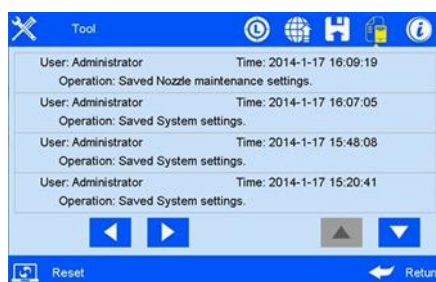 Tool
User: Administrator Time: 2014-1-17 16:09:19
Operation: Saved Nozzle maintenance settings.
User: Administrator Time: 2014-1-17 16:07:05
Operation: Saved System settings.
User: Administrator Time: 2014-1-17 15:48:08
Operation: Saved System settings.
User: Administrator Time: 2014-1-17 15:20:41
Operation: Saved System settings.
Reset Retur